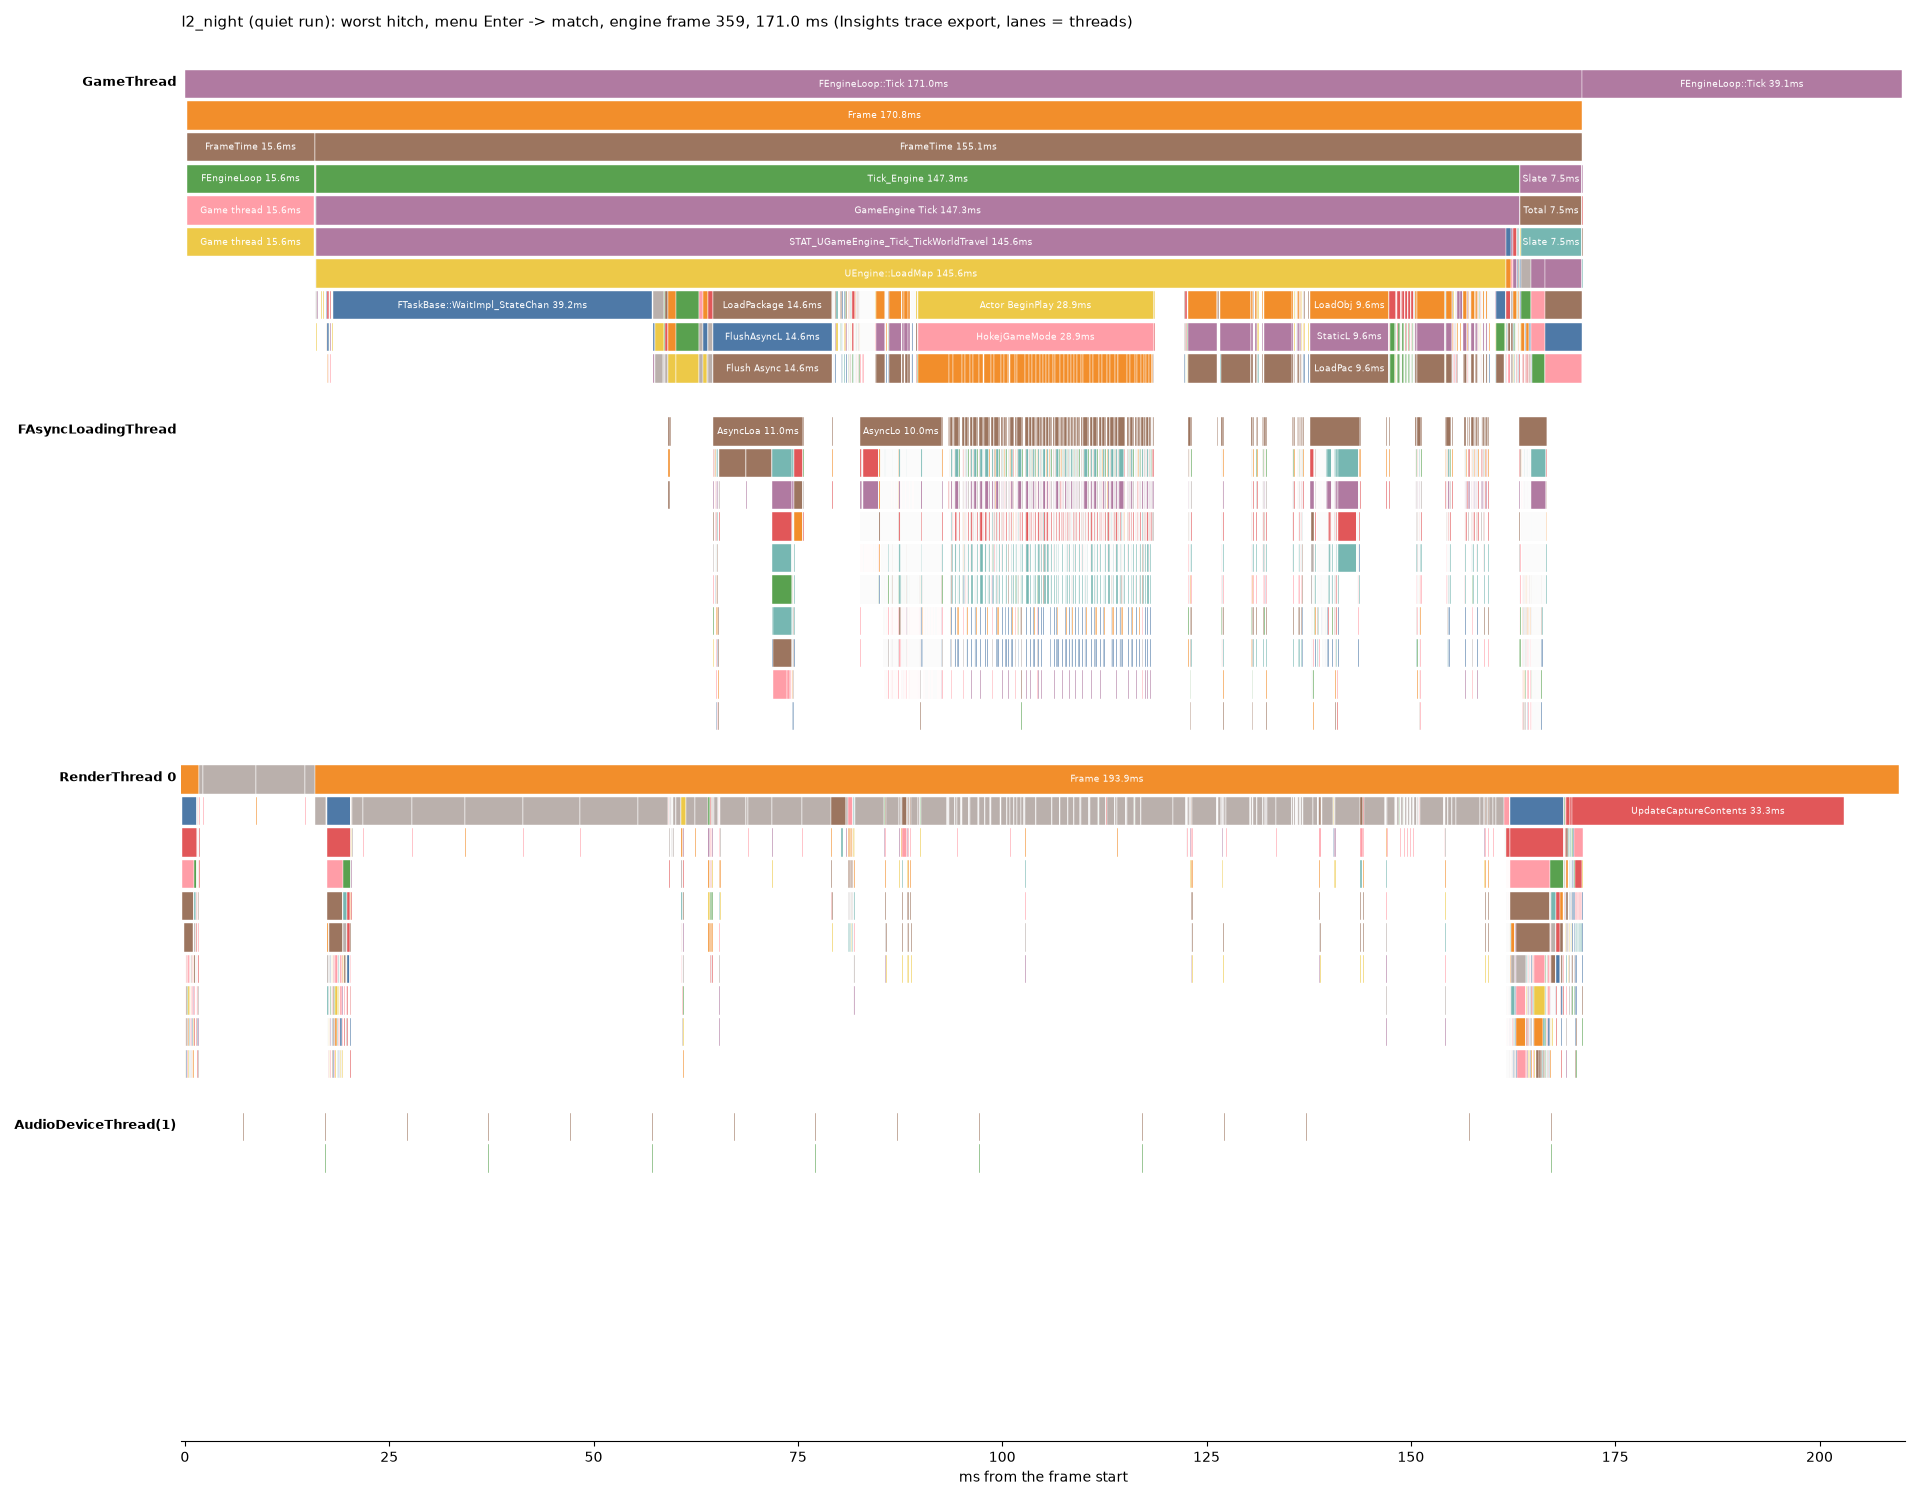 l2_night (quiet run): worst hitch, menu Enter -> match, engine frame 359, 171.0 ms (Insights trace export, lanes = threads)
GameThread
FEngineLoop::Tick 171.0ms
FEngineLoop::Tick 39.1ms
Frame 170.8ms
FrameTime 15.6ms
FrameTime 155.1ms
FEngineLoop 15.6ms
Tick_Engine 147.3ms
Slate 7.5ms
Game thread 15.6ms
GameEngine Tick 147.3ms
Total 7.5ms
Game thread 15.6ms
STAT_UGameEngine_Tick_TickWorldTravel 145.6ms
Slate 7.5ms
UEngine::LoadMap 145.6ms
FTaskBase::WaitImpl_StateChan 39.2ms
LoadPackage 14.6ms
Actor BeginPlay 28.9ms
LoadObj 9.6ms
FlushAsyncL 14.6ms
HokejGameMode 28.9ms
StaticL 9.6ms
Flush Async 14.6ms
LoadPac 9.6ms
FAsyncLoadingThread
AsyncLoa 11.0ms
AsyncLo 10.0ms
RenderThread 0
Frame 193.9ms
UpdateCaptureContents 33.3ms
AudioDeviceThread(1)
0 25 50 75 100 125 150 175 200
ms from the frame start